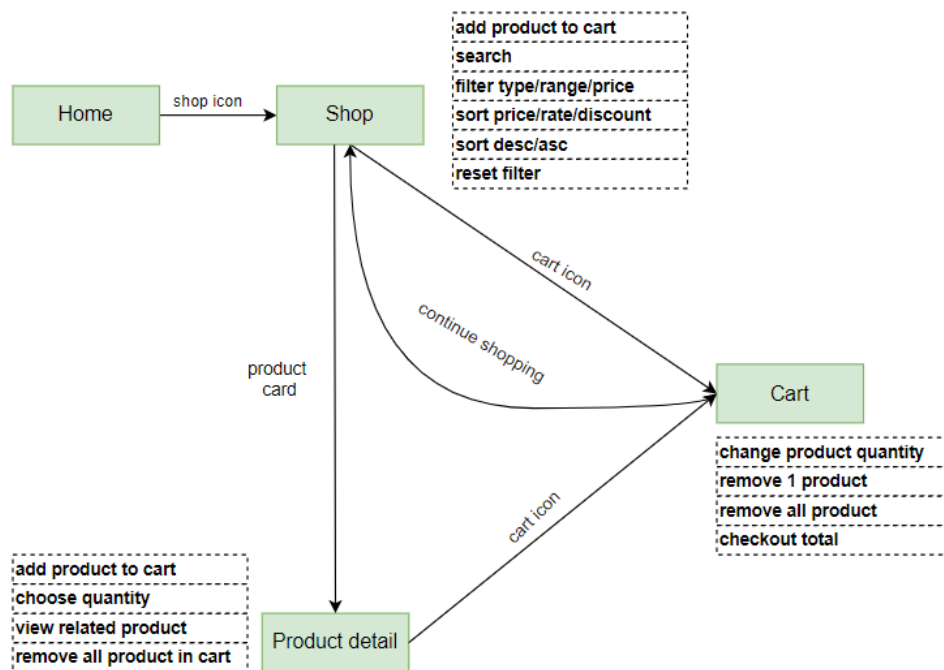 add product to cart
search
filter type/range/price
sort price/rate/discount
sort desc/asc
reset filter
Home
shop icon
Shop
cart icon
continue shopping
product
card
Cart
change product quantity
remove 1 product
remove all product
checkout total
cart icon
add product to cart
choose quantity
view related product
remove all product in cart
Product detail